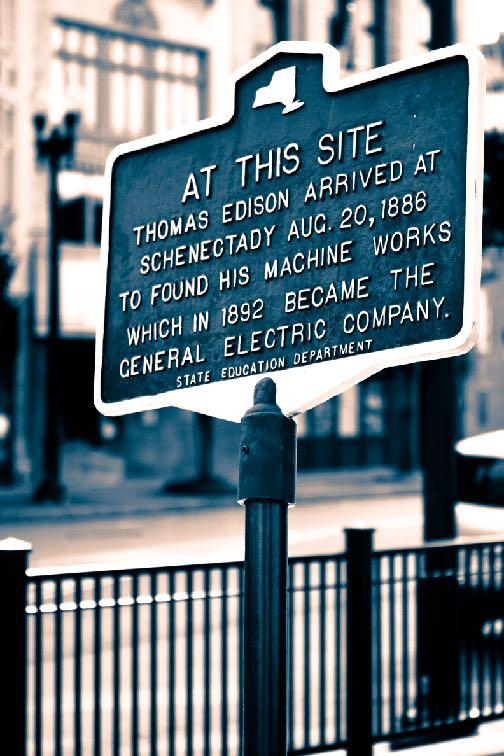 AT THIS SITE
THOMAS EDISON ARRIVED AT
SCHENECTADY AUG. 20, 1886
TO FOUND HIS MACHINE WORKS
WHICH IN 1892 BECAME THE
GENERAL ELECTRIC COMPANY.
STATE EDUCATION DEPARTMENT